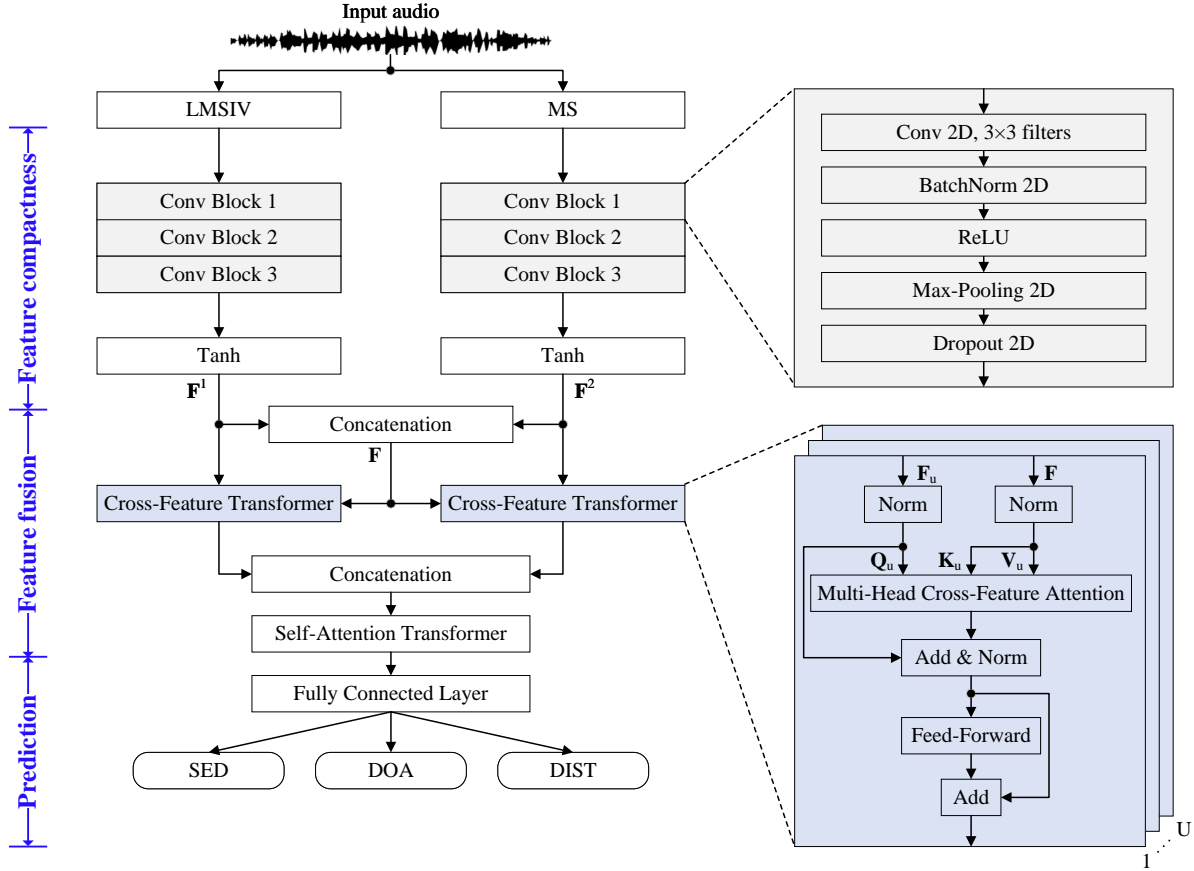 Input audio
LMSIV
MS
Conv Block 1
Conv Block 2
Conv Block 3
Conv Block 1
Conv Block 2
Conv Block 3
Tanh
Tanh
F1
F2
Concatenation
F
Cross-Feature Transformer
Cross-Feature Transformer
Concatenation
Self-Attention Transformer
Fully Connected Layer
SED
DOA
DIST
Feature compactness
Feature fusion
Prediction
Conv 2D, 3×3 filters
BatchNorm 2D
ReLU
Max-Pooling 2D
Dropout 2D
Fu
F
Norm
Norm
Qu
Ku
Vu
Multi-Head Cross-Feature Attention
Add & Norm
Feed-Forward
Add
1
U